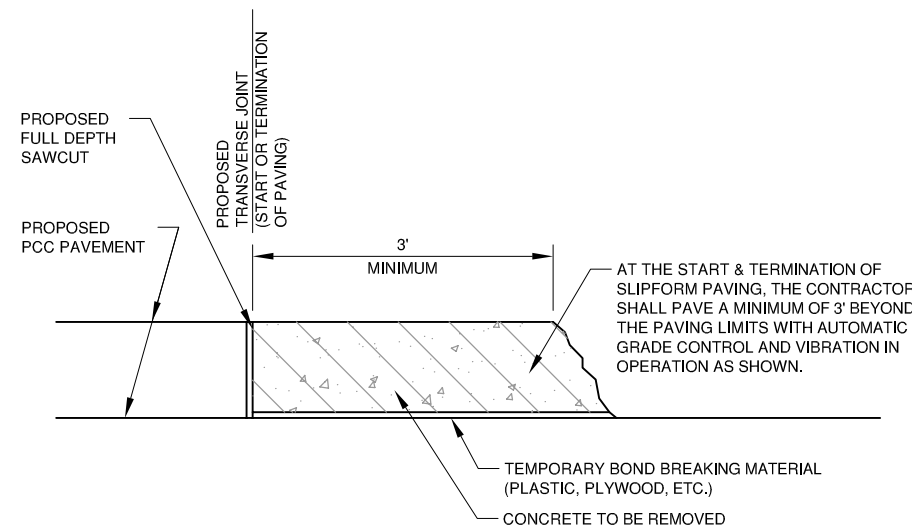 PROPOSED
FULL DEPTH
SAWCUT
PROPOSED
TRANSVERSE JOINT
(START OR TERMINATION
OF PAVING)
PROPOSED
PCC PAVEMENT
3'
MINIMUM
AT THE START & TERMINATION OF
SLIPFORM PAVING, THE CONTRACTOR
SHALL PAVE A MINIMUM OF 3' BEYOND
THE PAVING LIMITS WITH AUTOMATIC
GRADE CONTROL AND VIBRATION IN
OPERATION AS SHOWN.
TEMPORARY BOND BREAKING MATERIAL
(PLASTIC, PLYWOOD, ETC.)
CONCRETE TO BE REMOVED